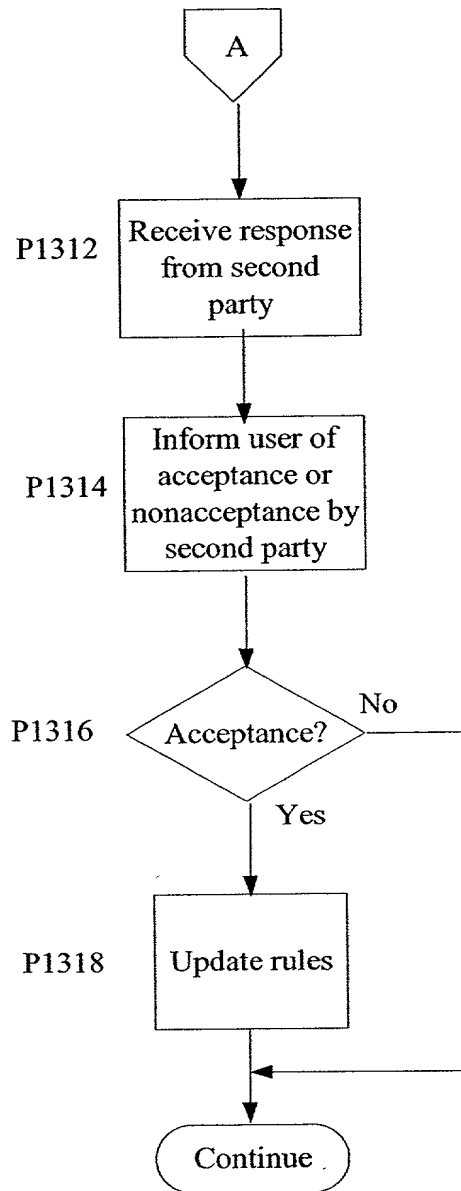 A
P1312
Receive response
from second
party
P1314
Inform user of
acceptance or
nonacceptance by
second party
P1316
Acceptance?
No
Yes
P1318
Update rules
Continue